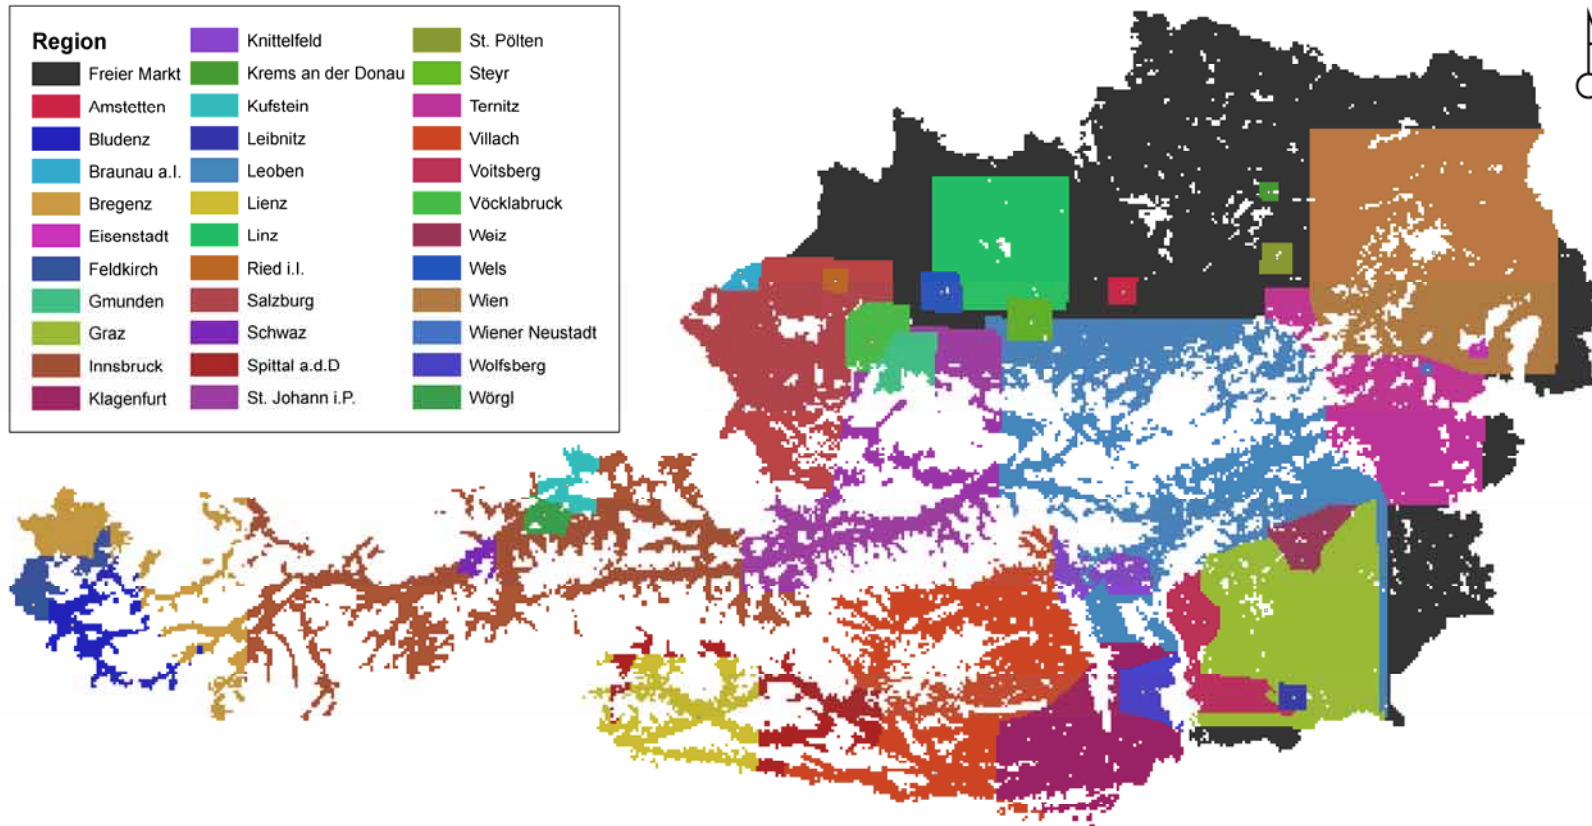 Region
Freier Markt
Amstetten
Bludenz
Braunau a.I.
Bregenz
Eisenstadt
Feldkirch
Gmunden
Graz
Innsbruck
Klagenfurt
Knittelfeld
Krems an der Donau
Kufstein
Leibnitz
Leoben
Lienz
Linz
Ried i.I.
Salzburg
Schwaz
Spittal a.d.D
St. Johann i.P.
St. Pölten
Steyr
Ternitz
Villach
Voitsberg
Vöcklabruck
Weiz
Wels
Wien
Wiener Neustadt
Wolfsberg
Wörgl